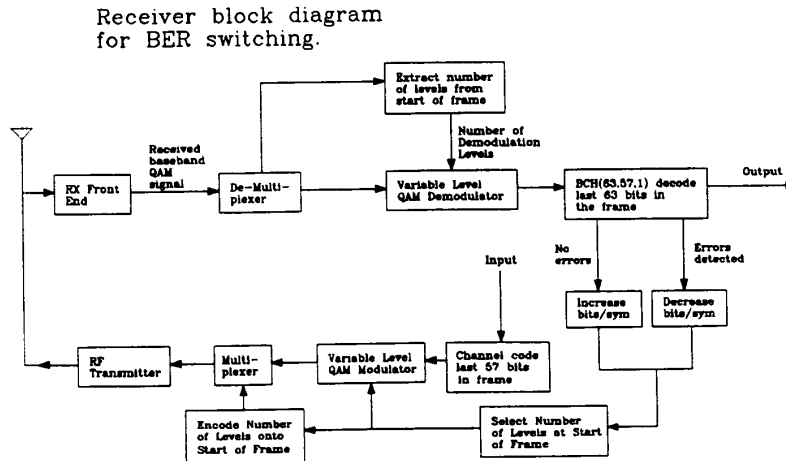 Receiver block diagram
for BER switching.
Extract number
of levels from
start of frame
Received
baseband
QAM
signal
Number of
Demodulation
Levels
RX Front
End
De-Multi-
plexer
Variable Level
QAM Demodulator
BCH(63,57,1) decode
last 63 bits in
the frame
Output
No
errors
Errors
detected
Input
Increase
bits/sym
Decrease
bits/sym
RF
Transmitter
Multi-
plexer
Variable Level
QAM Modulator
Channel code
last 57 bits
in frame
Encode Number
of Levels onto
Start of Frame
Select Number
of Levels at Start
of Frame